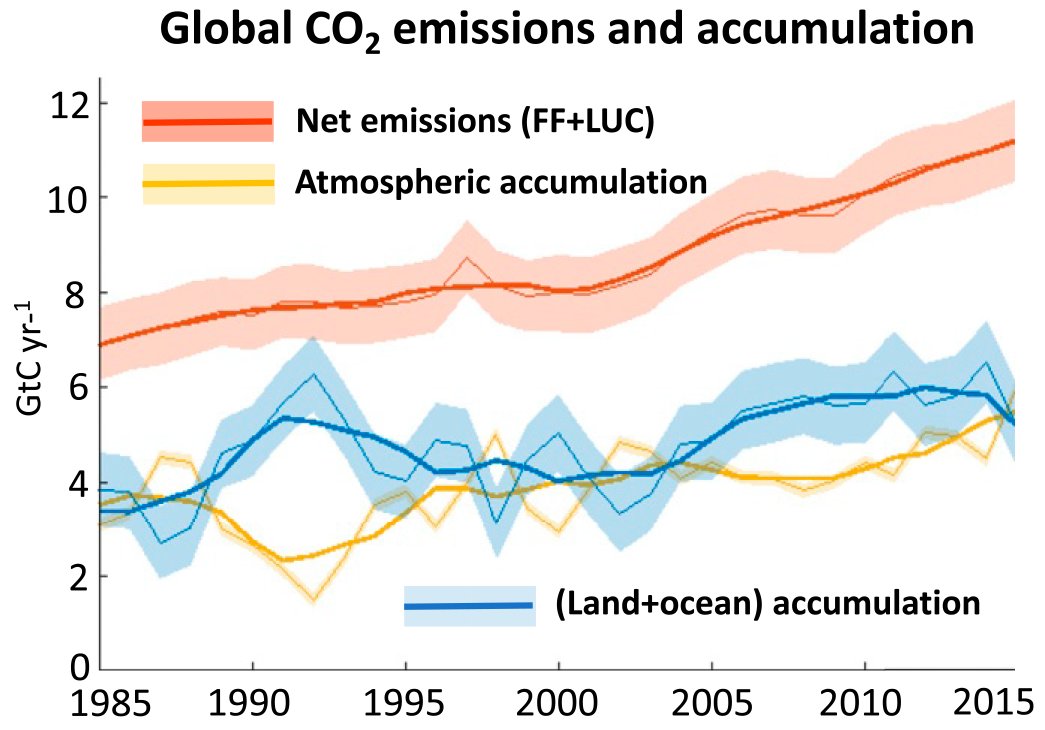 Global CO₂ emissions and accumulation
12
Net emissions (FF+LUC)
Atmospheric accumulation
10
8
GtC yr-¹
6
4
2
(Land+ocean) accumulation
0
1985 1990 1995 2000 2005 2010 2015